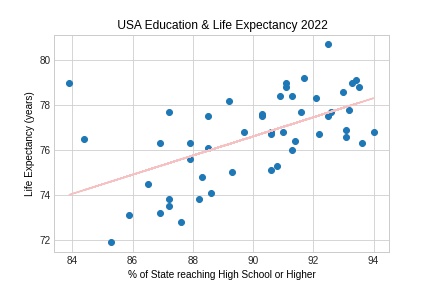 USA Education & Life Expectancy 2022
Life Expectancy (years)
80
78
76
74
72
84 86 88 90 92 94
% of State reaching High School or Higher